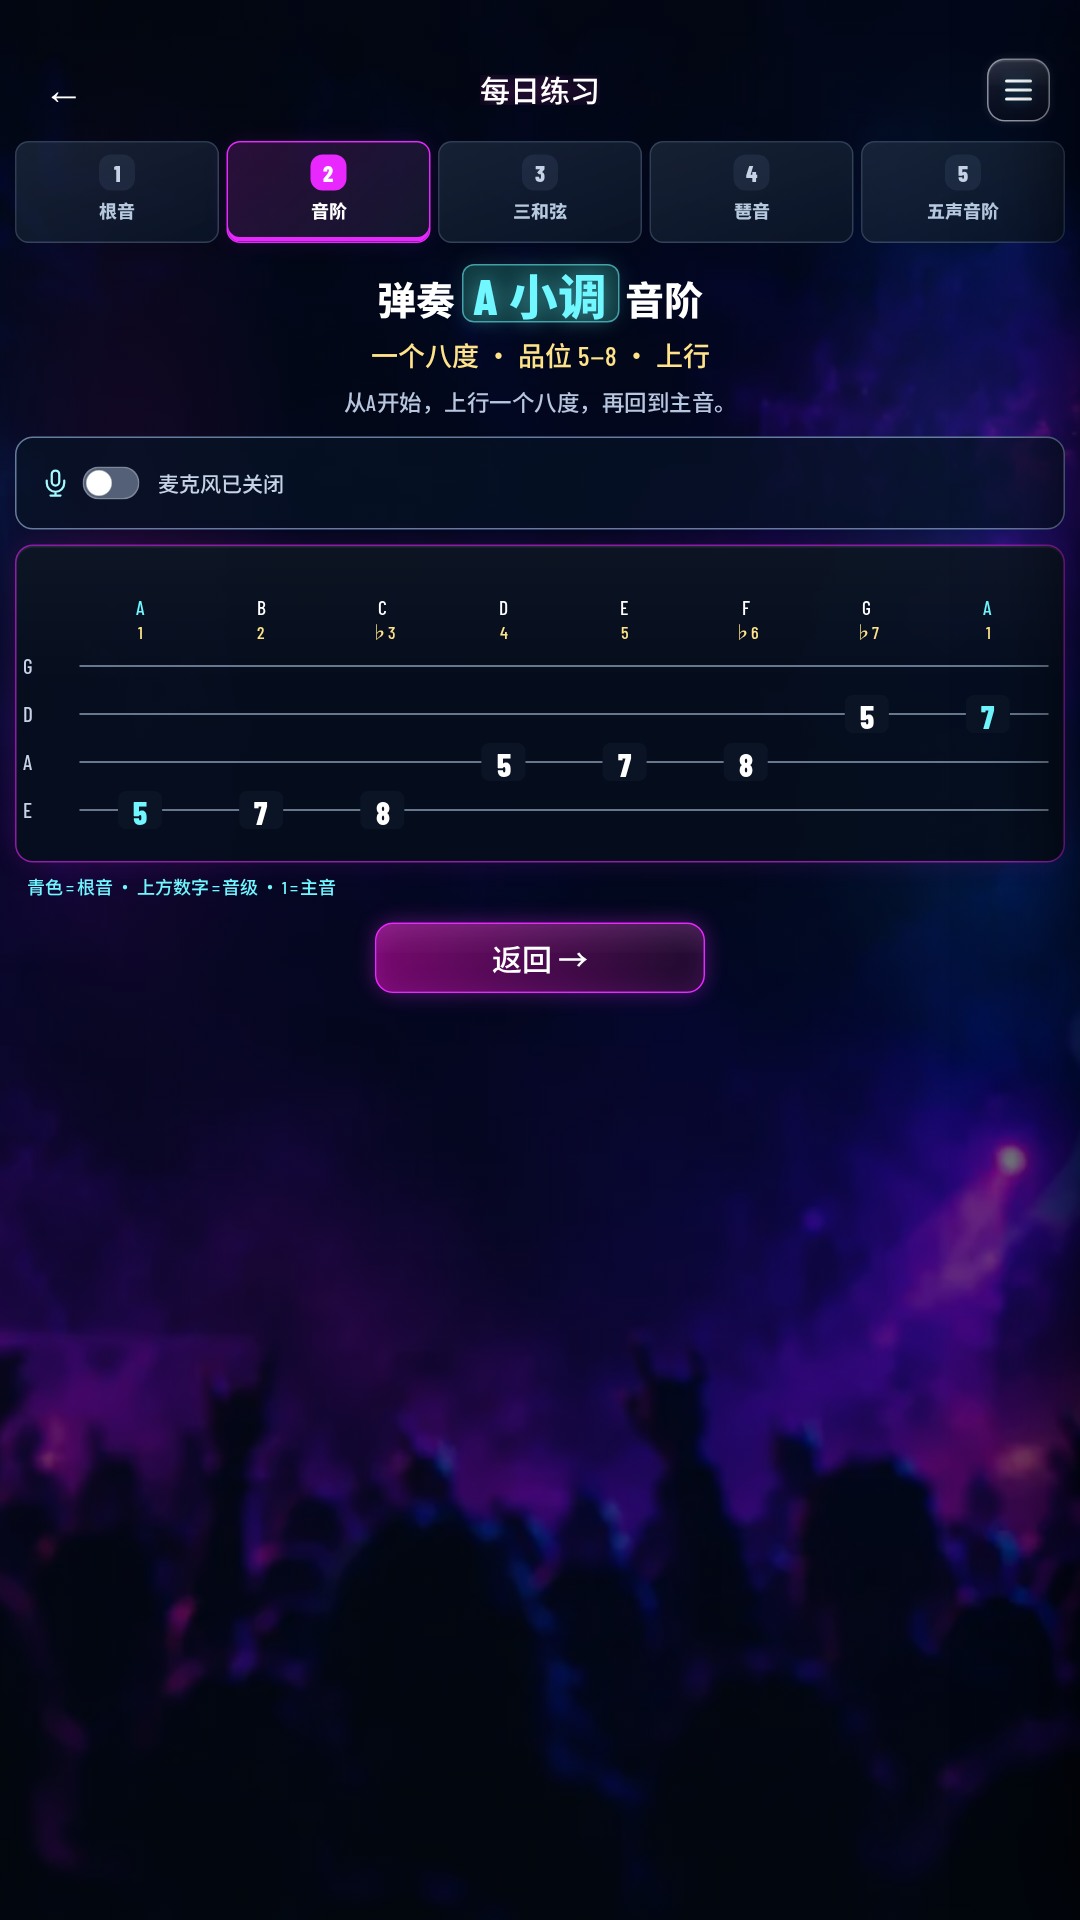 ← 每日练习
1 2 3 4 5
根音 音阶 三和弦 琶音 五声音阶
弹奏 A 小调 音阶
一个八度 • 品位 5–8 • 上行
从A开始，上行一个八度，再回到主音。
麦克风已关闭
A B C D E F G A
1 2 ♭3 4 5 ♭6 ♭7 1
G
D 5 7
A 5 7 8
E 5 7 8
青色=根音 • 上方数字=音级 • 1=主音
返回 →